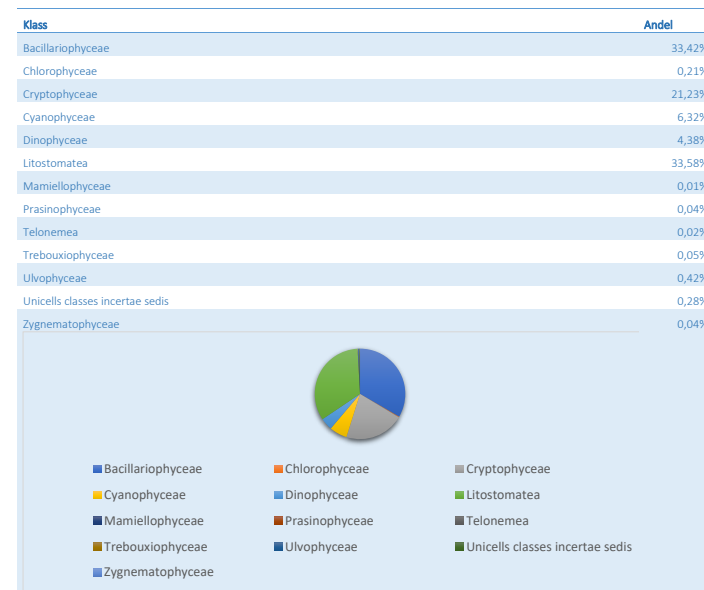 Klass Andel
Bacillariophyceae 33,42%
Chlorophyceae 0,21%
Cryptophyceae 21,23%
Cyanophyceae 6,32%
Dinophyceae 4,38%
Litostomatea 33,58%
Mamiellophyceae 0,01%
Prasinophyceae 0,04%
Telonemea 0,02%
Trebouxiophyceae 0,05%
Ulvophyceae 0,42%
Unicells classes incertae sedis 0,28%
Zygnematophyceae 0,04%
Bacillariophyceae Chlorophyceae Cryptophyceae
Cyanophyceae Dinophyceae Litostomatea
Mamiellophyceae Prasinophyceae Telonemea
Trebouxiophyceae Ulvophyceae Unicells classes incertae sedis
Zygnematophyceae